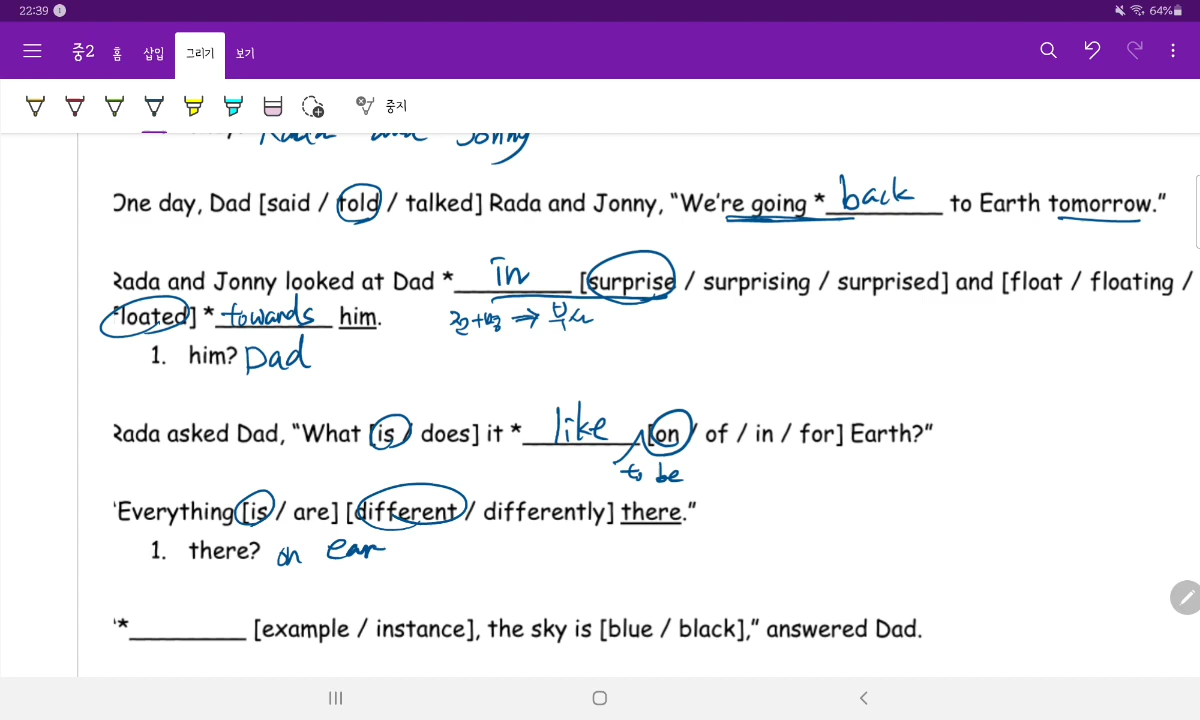 22:39
64%
중2 홈 삽입 그리기 보기
중지
Rada and Jonny
One day, Dad [said / told / talked] Rada and Jonny, “We’re going *back to Earth tomorrow.”
Rada and Jonny looked at Dad *in [surprise / surprising / surprised] and [float / floating /
floated] *towards him.
전+명 ⇒ 부사
1. him? Dad
Rada asked Dad, “What [is / does] it *like [on / of / in / for] Earth?”
to be
“Everything [is / are] [different / differently] there.”
1. there? on ear
“*_________ [example / instance], the sky is [blue / black],” answered Dad.